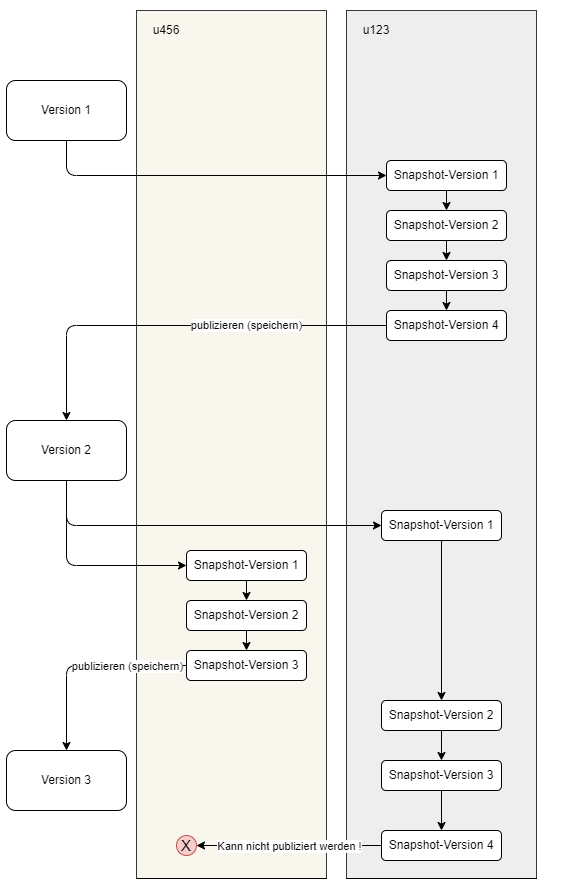 u456
u123
Version 1
Snapshot-Version 1
Snapshot-Version 2
Snapshot-Version 3
publizieren (speichern)
Snapshot-Version 4
Version 2
Snapshot-Version 1
Snapshot-Version 1
Snapshot-Version 2
publizieren (speichern)
Snapshot-Version 3
Snapshot-Version 2
Version 3
Snapshot-Version 3
X
Kann nicht publiziert werden !
Snapshot-Version 4